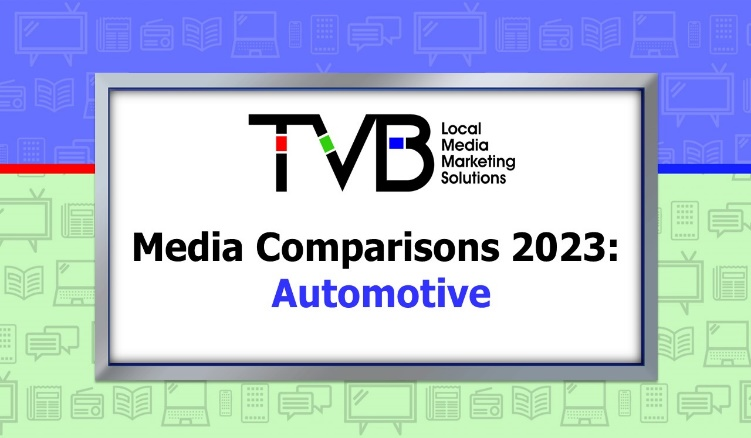 TVB
Local
Media
Marketing
Solutions
Media Comparisons 2023:
Automotive